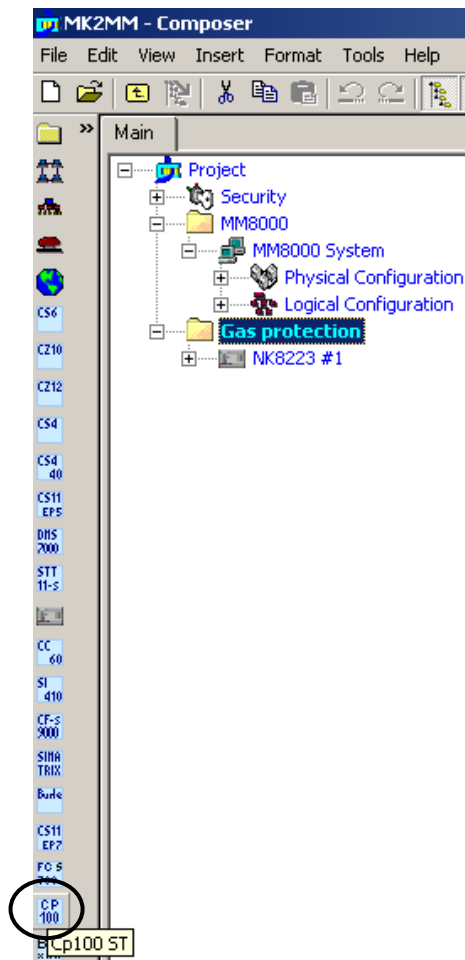 MK2MM - Composer
File Edit View Insert Format Tools Help
»
Main
Project
Security
MM8000
MM8000 System
Physical Configuration
Logical Configuration
Gas protection
NK8223 #1
CS6
CZ10
CZ12
CS4
CS4
40
CS11
EP5
DMS
7000
STT
11-S
CC
60
SI
410
CF-S
9000
SIMA
TRIX
Burle
CS11
EP7
FC S
CP
100
Cp100 ST